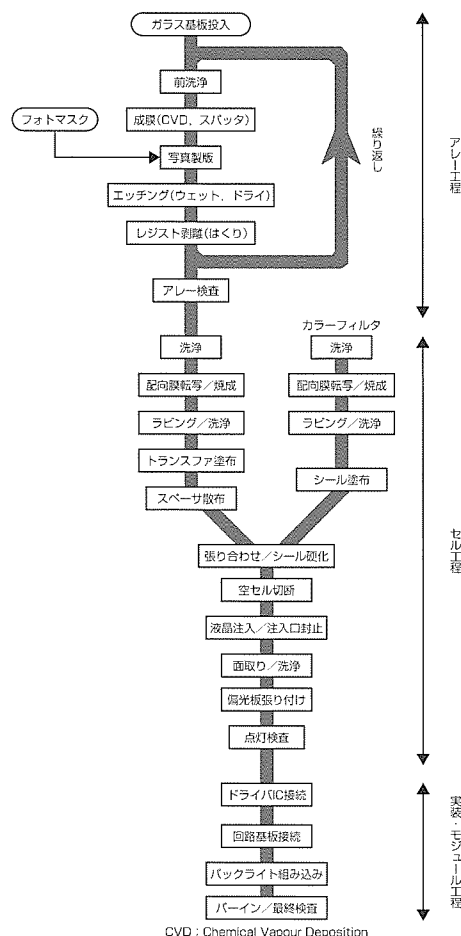 ガラス基板投入
前洗浄
成膜(CVD、スパッタ)
フォトマスク
写真製版
エッチング(ウェット、ドライ)
レジスト剥離(はくり)
繰り返し
アレー検査
アレー工程
カラーフィルタ
洗浄
洗浄
配向膜転写/焼成
配向膜転写/焼成
ラビング/洗浄
ラビング/洗浄
トランスファ塗布
シール塗布
スペーサ散布
張り合わせ/シール硬化
空セル切断
液晶注入/注入口封止
面取り/洗浄
偏光板張り付け
点灯検査
セル工程
ドライバIC接続
回路基板接続
バックライト組み込み
バーイン/最終検査
実装・モジュール工程
CVD : Chemical Vapour Deposition